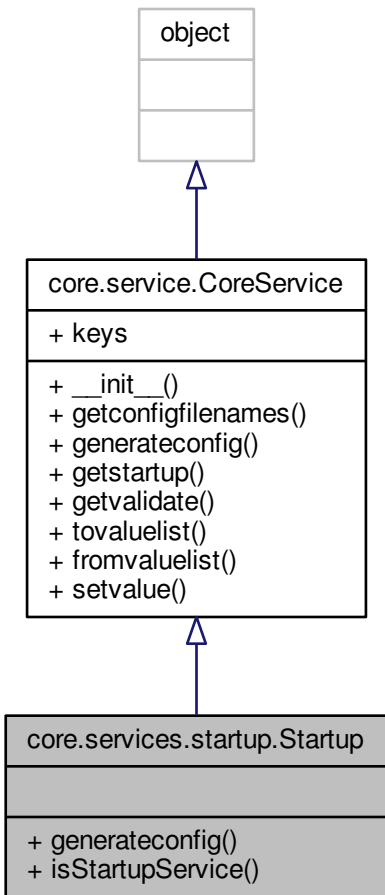 object
core.service.CoreService
+ keys
+ __init__()
+ getconfigfilenames()
+ generateconfig()
+ getstartup()
+ getvalidate()
+ tovaluelist()
+ fromvaluelist()
+ setvalue()
core.services.startup.Startup
+ generateconfig()
+ isStartupService()